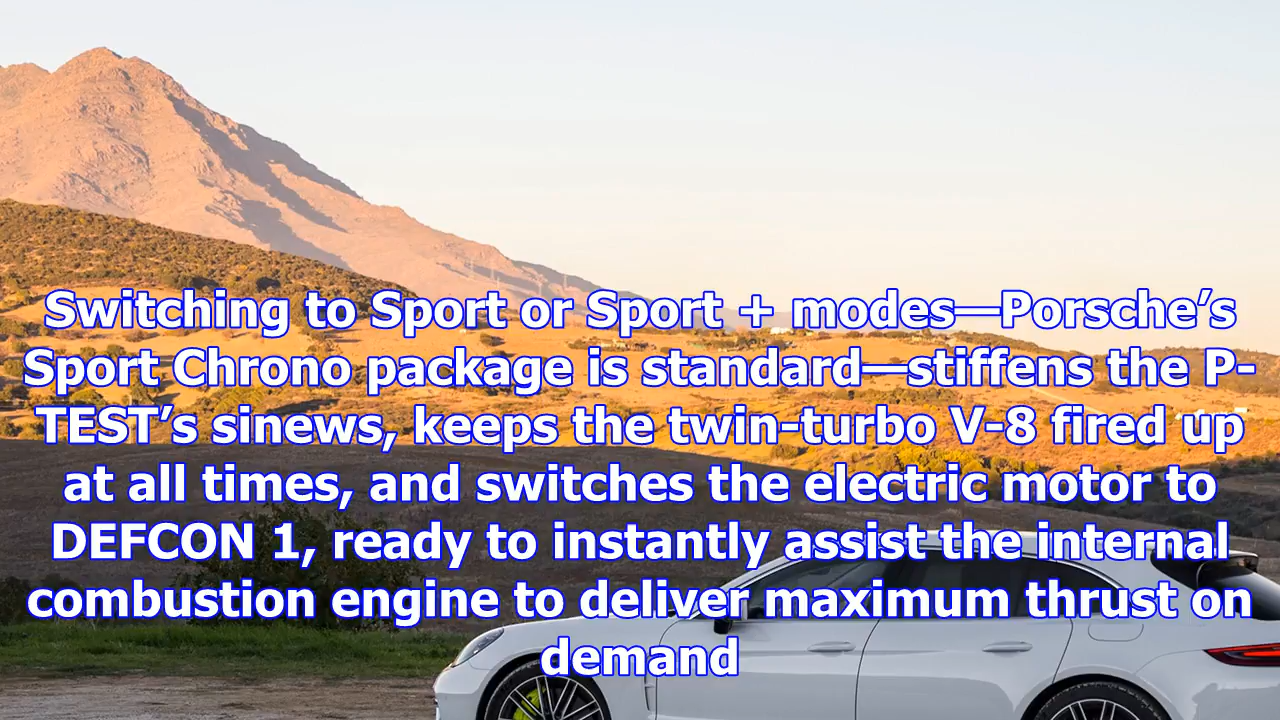 Switching to Sport or Sport + modes—Porsche’s
Sport Chrono package is standard—stiffens the P-
TEST’s sinews, keeps the twin-turbo V-8 fired up
at all times, and switches the electric motor to
DEFCON 1, ready to instantly assist the internal
combustion engine to deliver maximum thrust on
demand